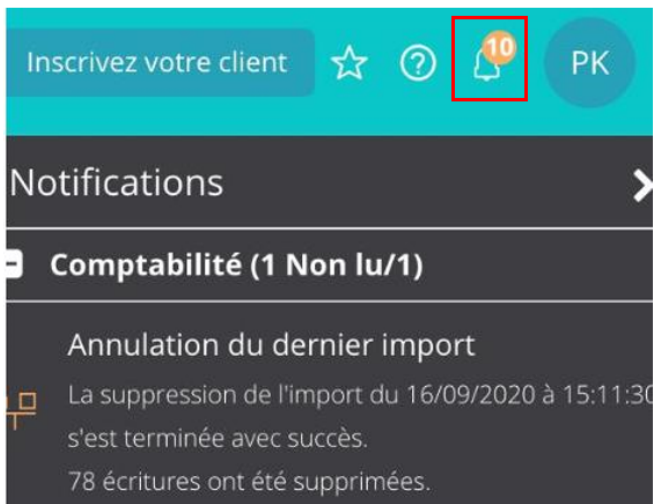 Inscrivez votre client
10
PK
Notifications
Comptabilité (1 Non lu/1)
Annulation du dernier import
La suppression de l'import du 16/09/2020 à 15:11:30
s'est terminée avec succès.
78 écritures ont été supprimées.